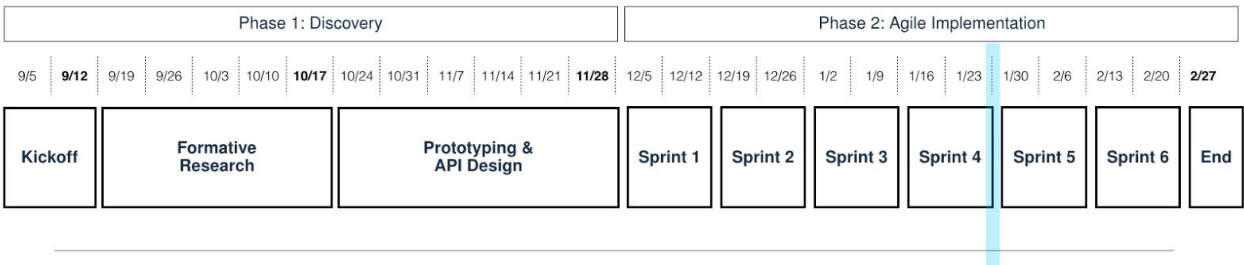 Phase 1: Discovery
Phase 2: Agile Implementation
9/5 9/12 9/19 9/26 10/3 10/10 10/17 10/24 10/31 11/7 11/14 11/21 11/28 12/5 12/12 12/19 12/26 1/2 1/9 1/16 1/23 1/30 2/6 2/13 2/20 2/27
Kickoff
Formative
Research
Prototyping &
API Design
Sprint 1
Sprint 2
Sprint 3
Sprint 4
Sprint 5
Sprint 6
End